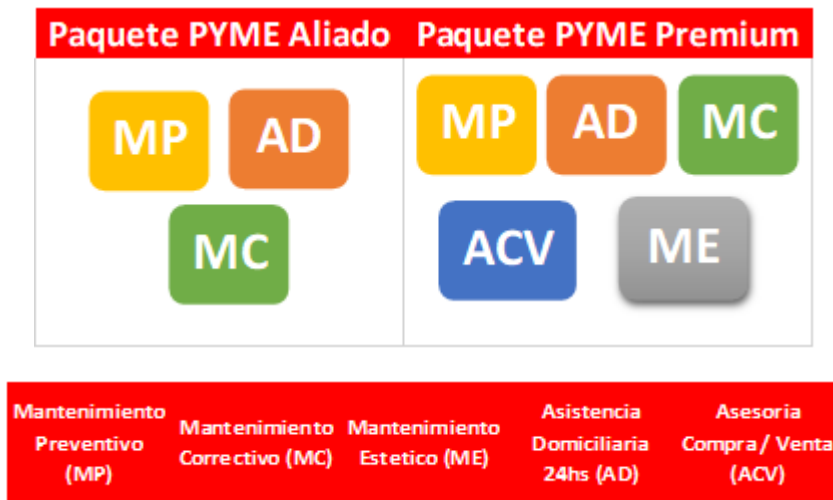 Paquete PYME Aliado
Paquete PYME Premium
MP
AD
MC
MP
AD
MC
ACV
ME
Mantenimiento
Preventivo
(MP)
Mantenimiento
Correctivo (MC)
Mantenimiento
Estetico (ME)
Asistencia
Domiciliaria
24hs (AD)
Asesoria
Compra/ Venta
(ACV)